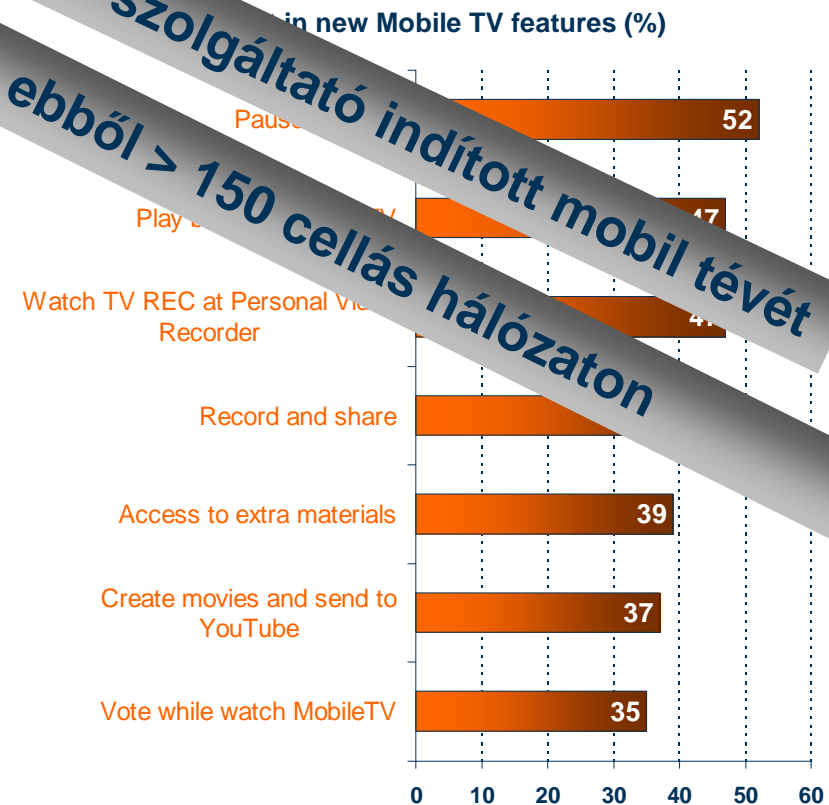 in new Mobile TV features (%)
szolgáltató indított mobil tévét
ebből > 150 cellás hálózaton
52
Play
TV
47
Watch TV REC at Personal
Recorder
Record and share
Access to extra materials
39
Create movies and send to
YouTube
37
Vote while watch MobileTV
35
0 10 20 30 40 50 60